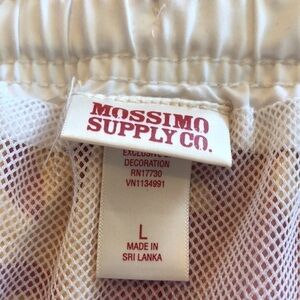 MOSSIMO
SUPPLY CO.
EXCLUSIVE
DECORATION
RN17730
VN1134991
L
MADE IN
SRI LANKA